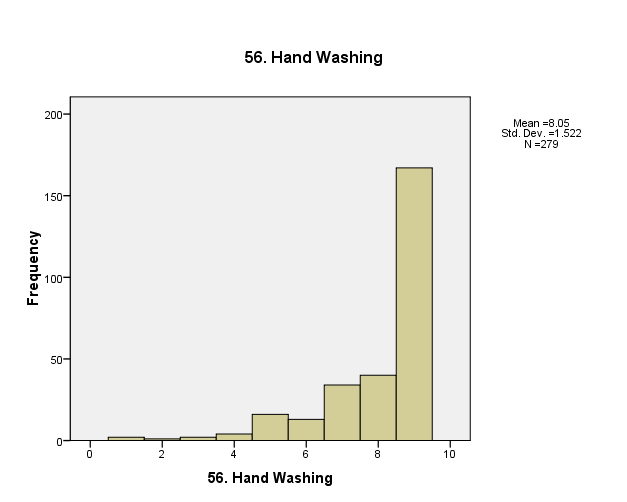 56. Hand Washing
Mean =8.05
Std. Dev. =1.522
N =279
200
150
100
50
0
Frequency
0 2 4 6 8 10
56. Hand Washing